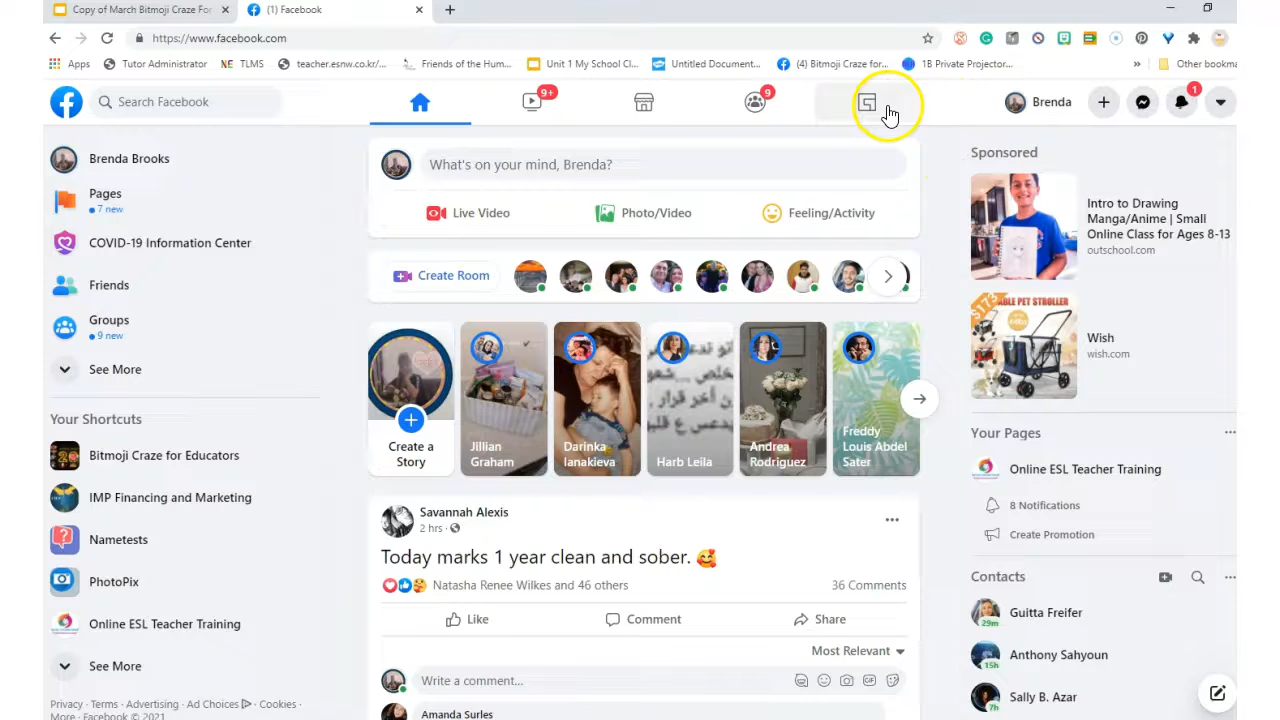 Copy of March Bitmoji Craze For
(1) Facebook
https://www.facebook.com
Apps
Tutor Administrator
NE TLMS
teacher.esnw.co.kr/...
Friends of the Hum...
Unit 1 My School Cl...
Untitled Document...
(4) Bitmoji Craze for...
1B Private Projector...
»
Other bookma
Search Facebook
9+
9
Brenda
1
Brenda Brooks
Pages
7 new
COVID-19 Information Center
Friends
Groups
9 new
See More
Your Shortcuts
Bitmoji Craze for Educators
IMP Financing and Marketing
Nametests
PhotoPix
Online ESL Teacher Training
See More
Privacy · Terms · Advertising · Ad Choices · Cookies ·
More · Facebook © 2021
What's on your mind, Brenda?
Live Video
Photo/Video
Feeling/Activity
Create Room
Create a
Story
Jillian
Graham
Darinka
Ianakieva
Harb Leila
Andrea
Rodriguez
Freddy
Louis Abdel
Sater
Savannah Alexis
2 hrs ·
Today marks 1 year clean and sober. 🥰
Natasha Renee Wilkes and 46 others
36 Comments
Like
Comment
Share
Most Relevant
Write a comment...
GIF
Amanda Surles
Sponsored
Intro to Drawing
Manga/Anime | Small
Online Class for Ages 8-13
outschool.com
$173
ABLE PET STROLLER
Wish
wish.com
Your Pages
Online ESL Teacher Training
8 Notifications
Create Promotion
Contacts
Guitta Freifer
29m
Anthony Sahyoun
15h
Sally B. Azar
7h